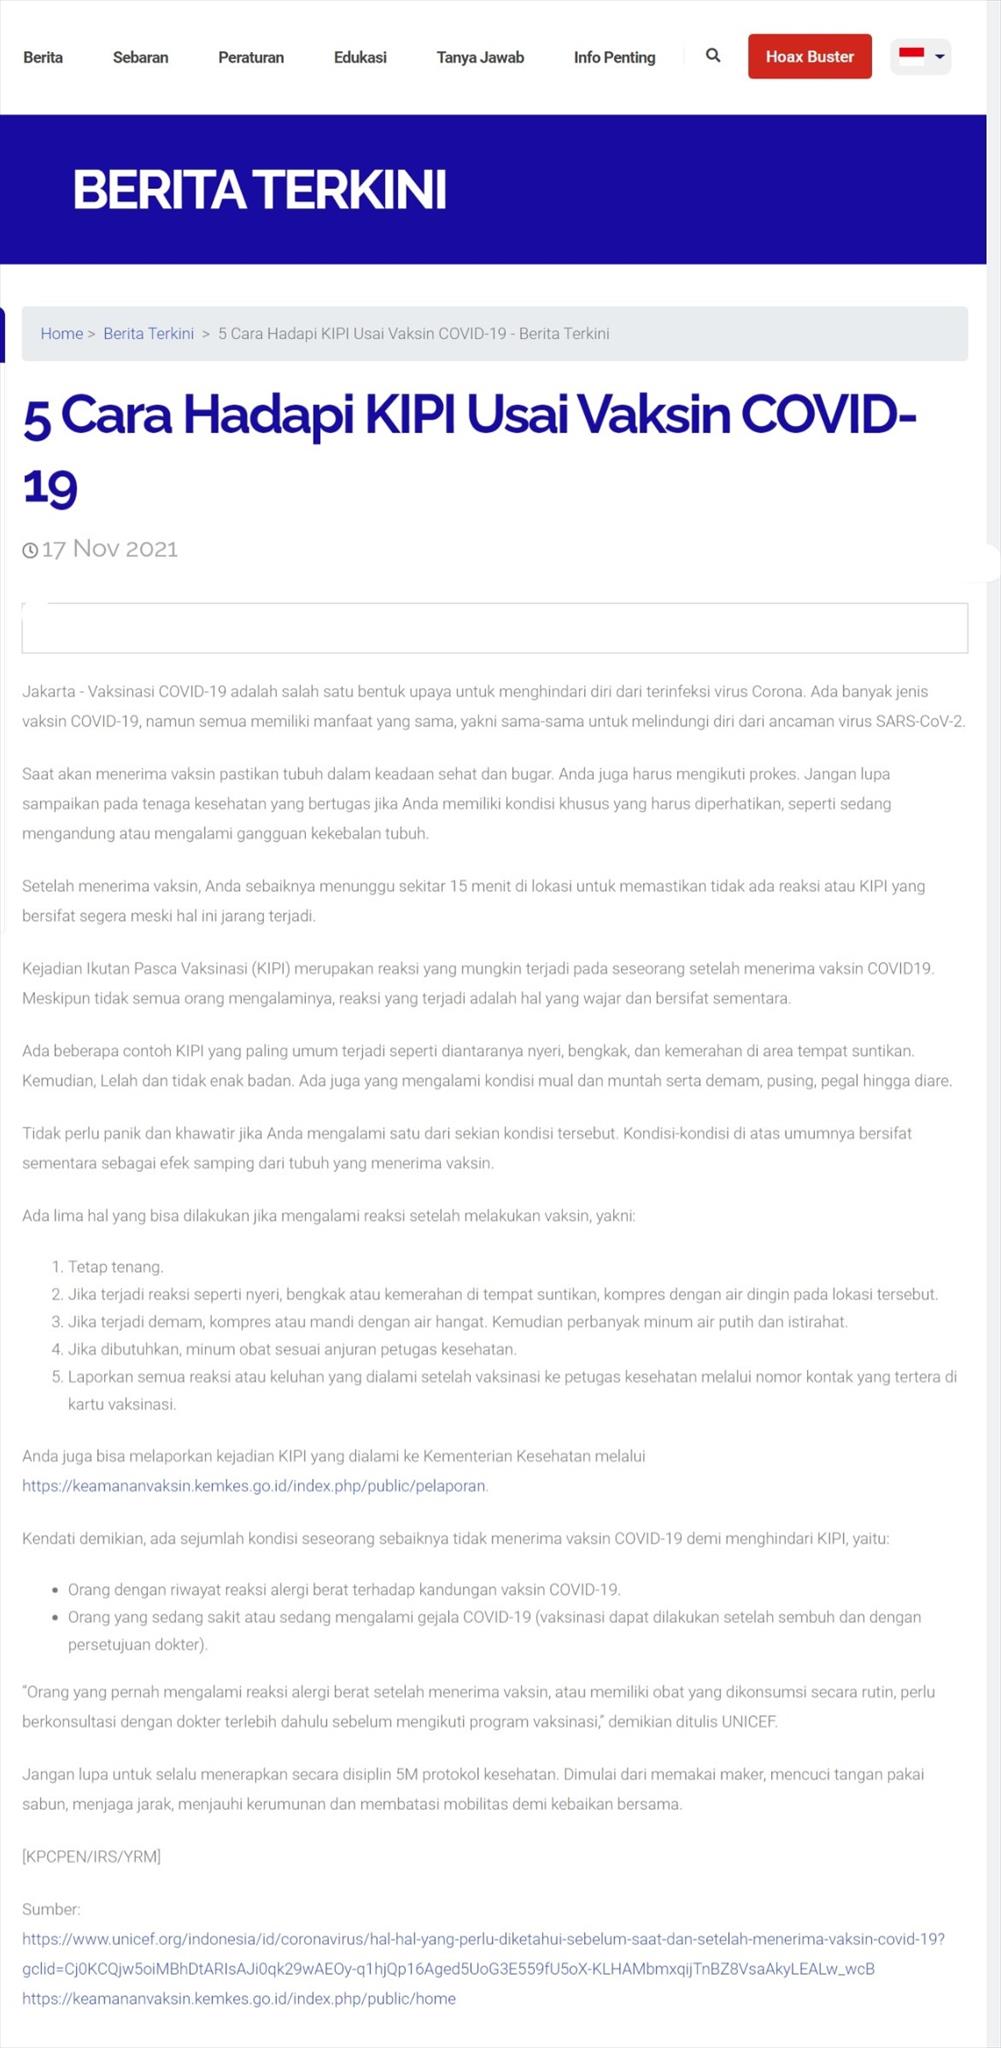 Berita Sebaran Peraturan Edukasi Tanya Jawab Info Penting Hoax Buster
BERITA TERKINI
Home > Berita Terkini > 5 Cara Hadapi KIPI Usai Vaksin COVID-19 - Berita Terkini
5 Cara Hadapi KIPI Usai Vaksin COVID-
19
17 Nov 2021
Jakarta - Vaksinasi COVID-19 adalah salah satu bentuk upaya untuk menghindari diri dari terinfeksi virus Corona. Ada banyak jenis
vaksin COVID-19, namun semua memiliki manfaat yang sama, yakni sama-sama untuk melindungi diri dari ancaman virus SARS-CoV-2.
Saat akan menerima vaksin pastikan tubuh dalam keadaan sehat dan bugar. Anda juga harus mengikuti prokes. Jangan lupa
sampaikan pada tenaga kesehatan yang bertugas jika Anda memiliki kondisi khusus yang harus diperhatikan, seperti sedang
mengandung atau mengalami gangguan kekebalan tubuh.
Setelah menerima vaksin, Anda sebaiknya menunggu sekitar 15 menit di lokasi untuk memastikan tidak ada reaksi atau KIPI yang
bersifat segera meski hal ini jarang terjadi.
Kejadian Ikutan Pasca Vaksinasi (KIPI) merupakan reaksi yang mungkin terjadi pada seseorang setelah menerima vaksin COVID19.
Meskipun tidak semua orang mengalaminya, reaksi yang terjadi adalah hal yang wajar dan bersifat sementara.
Ada beberapa contoh KIPI yang paling umum terjadi seperti diantaranya nyeri, bengkak, dan kemerahan di area tempat suntikan.
Kemudian, Lelah dan tidak enak badan. Ada juga yang mengalami kondisi mual dan muntah serta demam, pusing, pegal hingga diare.
Tidak perlu panik dan khawatir jika Anda mengalami satu dari sekian kondisi tersebut. Kondisi-kondisi di atas umumnya bersifat
sementara sebagai efek samping dari tubuh yang menerima vaksin.
Ada lima hal yang bisa dilakukan jika mengalami reaksi setelah melakukan vaksin, yakni:
1. Tetap tenang.
2. Jika terjadi reaksi seperti nyeri, bengkak atau kemerahan di tempat suntikan, kompres dengan air dingin pada lokasi tersebut.
3. Jika terjadi demam, kompres atau mandi dengan air hangat. Kemudian perbanyak minum air putih dan istirahat.
4. Jika dibutuhkan, minum obat sesuai anjuran petugas kesehatan.
5. Laporkan semua reaksi atau keluhan yang dialami setelah vaksinasi ke petugas kesehatan melalui nomor kontak yang tertera di
kartu vaksinasi.
Anda juga bisa melaporkan kejadian KIPI yang dialami ke Kementerian Kesehatan melalui
https://keamananvaksin.kemkes.go.id/index.php/public/pelaporan.
Kendati demikian, ada sejumlah kondisi seseorang sebaiknya tidak menerima vaksin COVID-19 demi menghindari KIPI, yaitu:
• Orang dengan riwayat reaksi alergi berat terhadap kandungan vaksin COVID-19.
• Orang yang sedang sakit atau sedang mengalami gejala COVID-19 (vaksinasi dapat dilakukan setelah sembuh dan dengan
persetujuan dokter).
"Orang yang pernah mengalami reaksi alergi berat setelah menerima vaksin, atau memiliki obat yang dikonsumsi secara rutin, perlu
berkonsultasi dengan dokter terlebih dahulu sebelum mengikuti program vaksinasi," demikian ditulis UNICEF.
Jangan lupa untuk selalu menerapkan secara disiplin 5M protokol kesehatan. Dimulai dari memakai maker, mencuci tangan pakai
sabun, menjaga jarak, menjauhi kerumunan dan membatasi mobilitas demi kebaikan bersama.
[KPCPEN/IRS/YRM]
Sumber:
https://www.unicef.org/indonesia/id/coronavirus/hal-hal-yang-perlu-diketahui-sebelum-saat-dan-setelah-menerima-vaksin-covid-19?
gclid=Cj0KCQjw5oiMBhDtARIsAJi0qk29wAEOy-q1hjQp16Aged5UoG3E559fU5oX-KLHAMbmxqijTnBZ8VsaAkyLEALw_wcB
https://keamananvaksin.kemkes.go.id/index.php/public/home